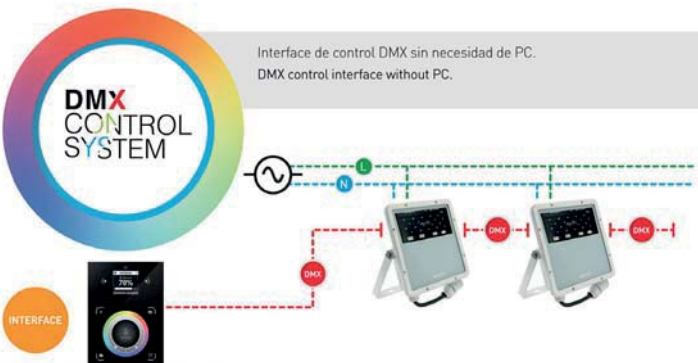 Interface de control DMX sin necesidad de PC.
DMX control interface without PC.
DMX
CONTROL
SYSTEM
L
N
DMX
DMX
DMX
INTERFACE
70%